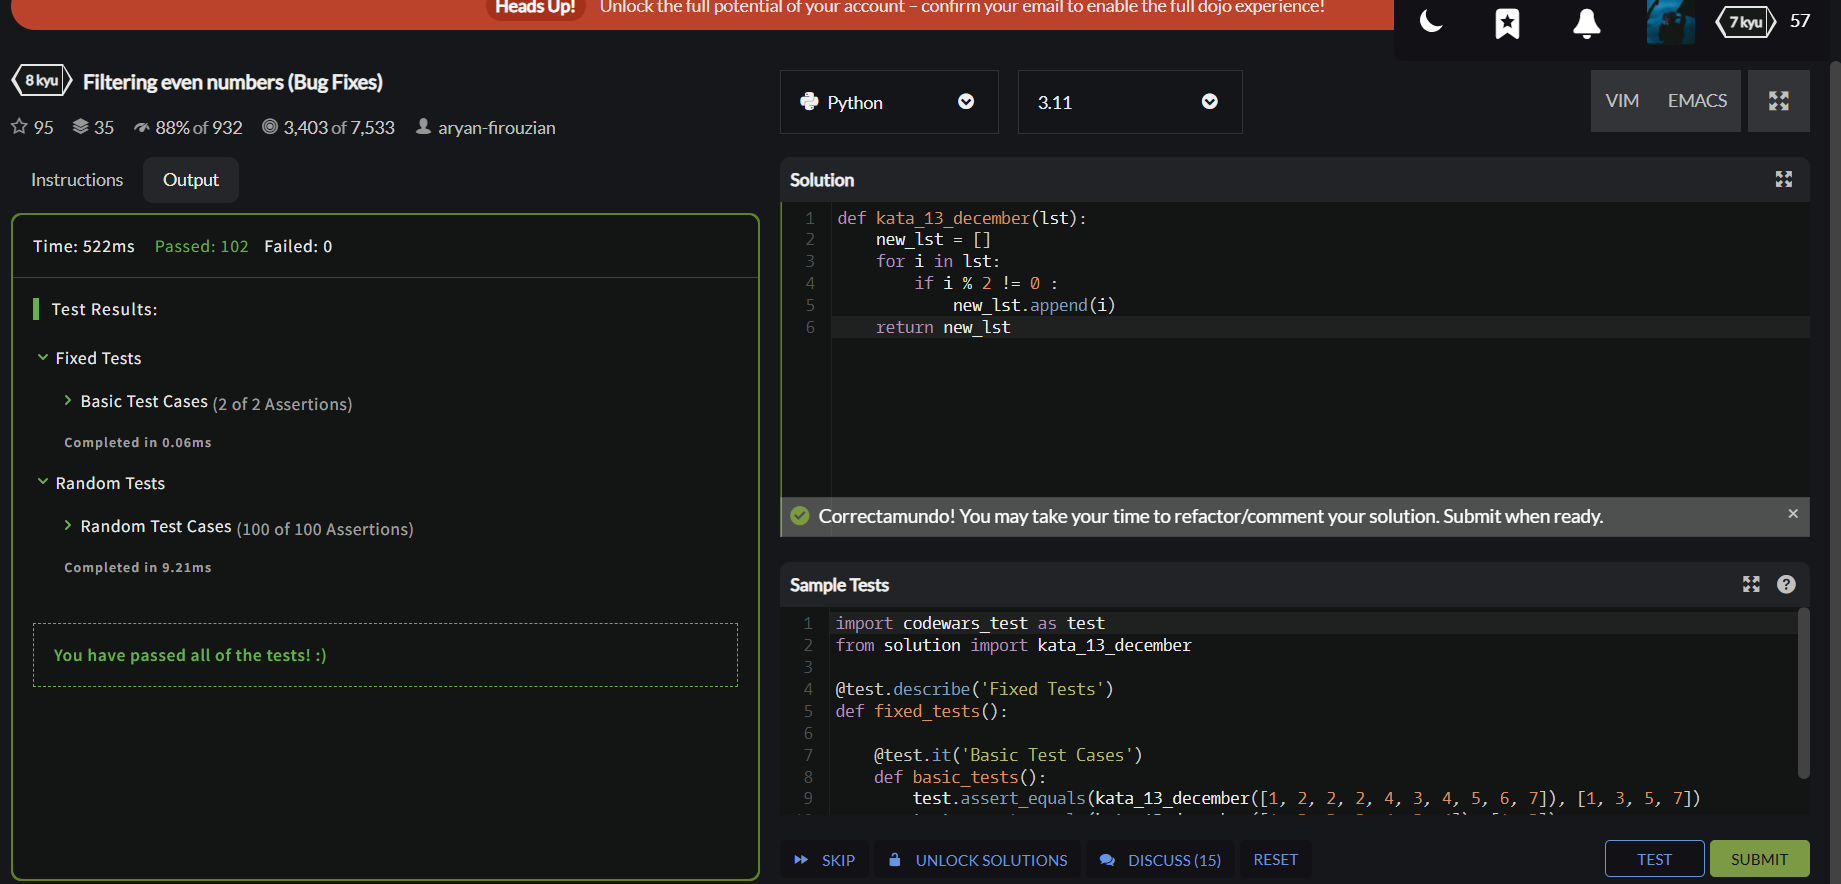 Heads Up! Unlock the full potential of your account – confirm your email to enable the full dojo experience!
7 kyu 57
8 kyu Filtering even numbers (Bug Fixes)
95 35 88% of 932 3,403 of 7,533 aryan-firouzian
Python 3.11 VIM EMACS
Instructions Output
Time: 522ms Passed: 102 Failed: 0
Test Results:
Fixed Tests
Basic Test Cases (2 of 2 Assertions)
Completed in 0.06ms
Random Tests
Random Test Cases (100 of 100 Assertions)
Completed in 9.21ms
You have passed all of the tests! :)
Solution
1 def kata_13_december(lst):
2     new_lst = []
3     for i in lst:
4         if i % 2 != 0 :
5             new_lst.append(i)
6     return new_lst
Correctamundo! You may take your time to refactor/comment your solution. Submit when ready. ×
Sample Tests ?
1 import codewars_test as test
2 from solution import kata_13_december
3
4 @test.describe('Fixed Tests')
5 def fixed_tests():
6
7     @test.it('Basic Test Cases')
8     def basic_tests():
9         test.assert_equals(kata_13_december([1, 2, 2, 2, 4, 3, 4, 5, 6, 7]), [1, 3, 5, 7])
SKIP UNLOCK SOLUTIONS DISCUSS (15) RESET TEST SUBMIT